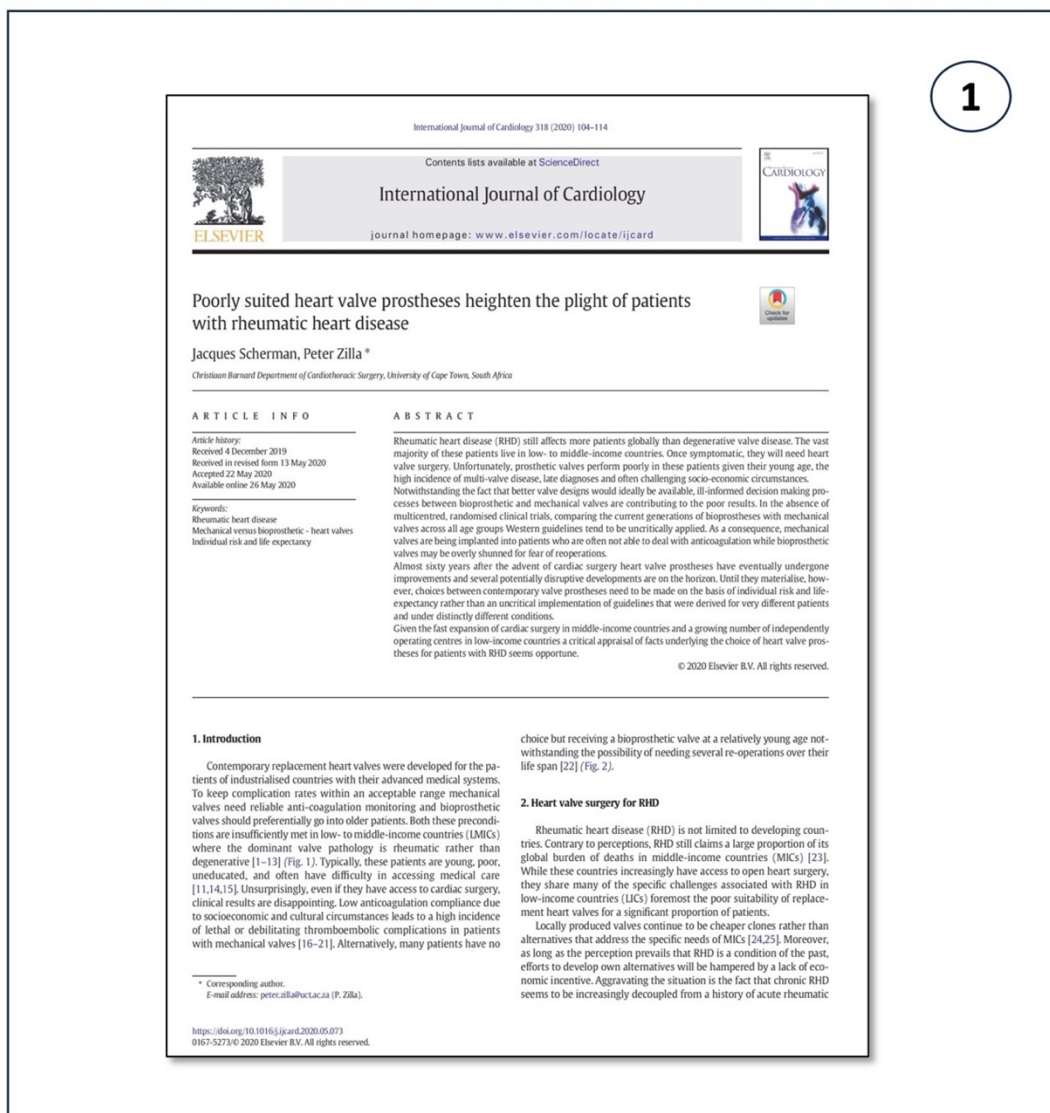 1
International Journal of Cardiology 318 (2020) 104–114
Contents lists available at ScienceDirect
International Journal of Cardiology
journal homepage: www.elsevier.com/locate/ijcard
ELSEVIER
CARDIOLOGY
Poorly suited heart valve prostheses heighten the plight of patients
with rheumatic heart disease
Check for
updates
Jacques Scherman, Peter Zilla *
Christiaan Barnard Department of Cardiothoracic Surgery, University of Cape Town, South Africa
ARTICLE INFO
Article history:
Received 4 December 2019
Received in revised form 13 May 2020
Accepted 22 May 2020
Available online 26 May 2020
Keywords:
Rheumatic heart disease
Mechanical versus bioprosthetic - heart valves
Individual risk and life expectancy
ABSTRACT
Rheumatic heart disease (RHD) still affects more patients globally than degenerative valve disease. The vast
majority of these patients live in low- to middle-income countries. Once symptomatic, they will need heart
valve surgery. Unfortunately, prosthetic valves perform poorly in these patients given their young age, the
high incidence of multi-valve disease, late diagnoses and often challenging socio-economic circumstances.
Notwithstanding the fact that better valve designs would ideally be available, ill-informed decision making pro-
cesses between bioprosthetic and mechanical valves are contributing to the poor results. In the absence of
multicentred, randomised clinical trials, comparing the current generations of bioprostheses with mechanical
valves across all age groups Western guidelines tend to be uncritically applied. As a consequence, mechanical
valves are being implanted into patients who are often not able to deal with anticoagulation while bioprosthetic
valves may be overly shunned for fear of reoperations.
Almost sixty years after the advent of cardiac surgery heart valve prostheses have eventually undergone
improvements and several potentially disruptive developments are on the horizon. Until they materialise, how-
ever, choices between contemporary valve prostheses need to be made on the basis of individual risk and life-
expectancy rather than an uncritical implementation of guidelines that were derived for very different patients
and under distinctly different conditions.
Given the fast expansion of cardiac surgery in middle-income countries and a growing number of independently
operating centres in low-income countries a critical appraisal of facts underlying the choice of heart valve pros-
theses for patients with RHD seems opportune.
© 2020 Elsevier B.V. All rights reserved.
1. Introduction
Contemporary replacement heart valves were developed for the pa-
tients of industrialised countries with their advanced medical systems.
To keep complication rates within an acceptable range mechanical
valves need reliable anti-coagulation monitoring and bioprosthetic
valves should preferentially go into older patients. Both these precondi-
tions are insufficiently met in low- to middle-income countries (LMICs)
where the dominant valve pathology is rheumatic rather than
degenerative [1–13] (Fig. 1). Typically, these patients are young, poor,
uneducated, and often have difficulty in accessing medical care
[11,14,15]. Unsurprisingly, even if they have access to cardiac surgery,
clinical results are disappointing. Low anticoagulation compliance due
to socioeconomic and cultural circumstances leads to a high incidence
of lethal or debilitating thromboembolic complications in patients
with mechanical valves [16–21]. Alternatively, many patients have no
* Corresponding author.
E-mail address: peter.zilla@uct.ac.za (P. Zilla).
choice but receiving a bioprosthetic valve at a relatively young age not-
withstanding the possibility of needing several re-operations over their
life span [22] (Fig. 2).
2. Heart valve surgery for RHD
Rheumatic heart disease (RHD) is not limited to developing coun-
tries. Contrary to perceptions, RHD still claims a large proportion of its
global burden of deaths in middle-income countries (MICs) [23].
While these countries increasingly have access to open heart surgery,
they share many of the specific challenges associated with RHD in
low-income countries (LICs) foremost the poor suitability of replace-
ment heart valves for a significant proportion of patients.
Locally produced valves continue to be cheaper clones rather than
alternatives that address the specific needs of MICs [24,25]. Moreover,
as long as the perception prevails that RHD is a condition of the past,
efforts to develop own alternatives will be hampered by a lack of eco-
nomic incentive. Aggravating the situation is the fact that chronic RHD
seems to be increasingly decoupled from a history of acute rheumatic
https://doi.org/10.1016/j.ijcard.2020.05.073
0167-5273/© 2020 Elsevier B.V. All rights reserved.